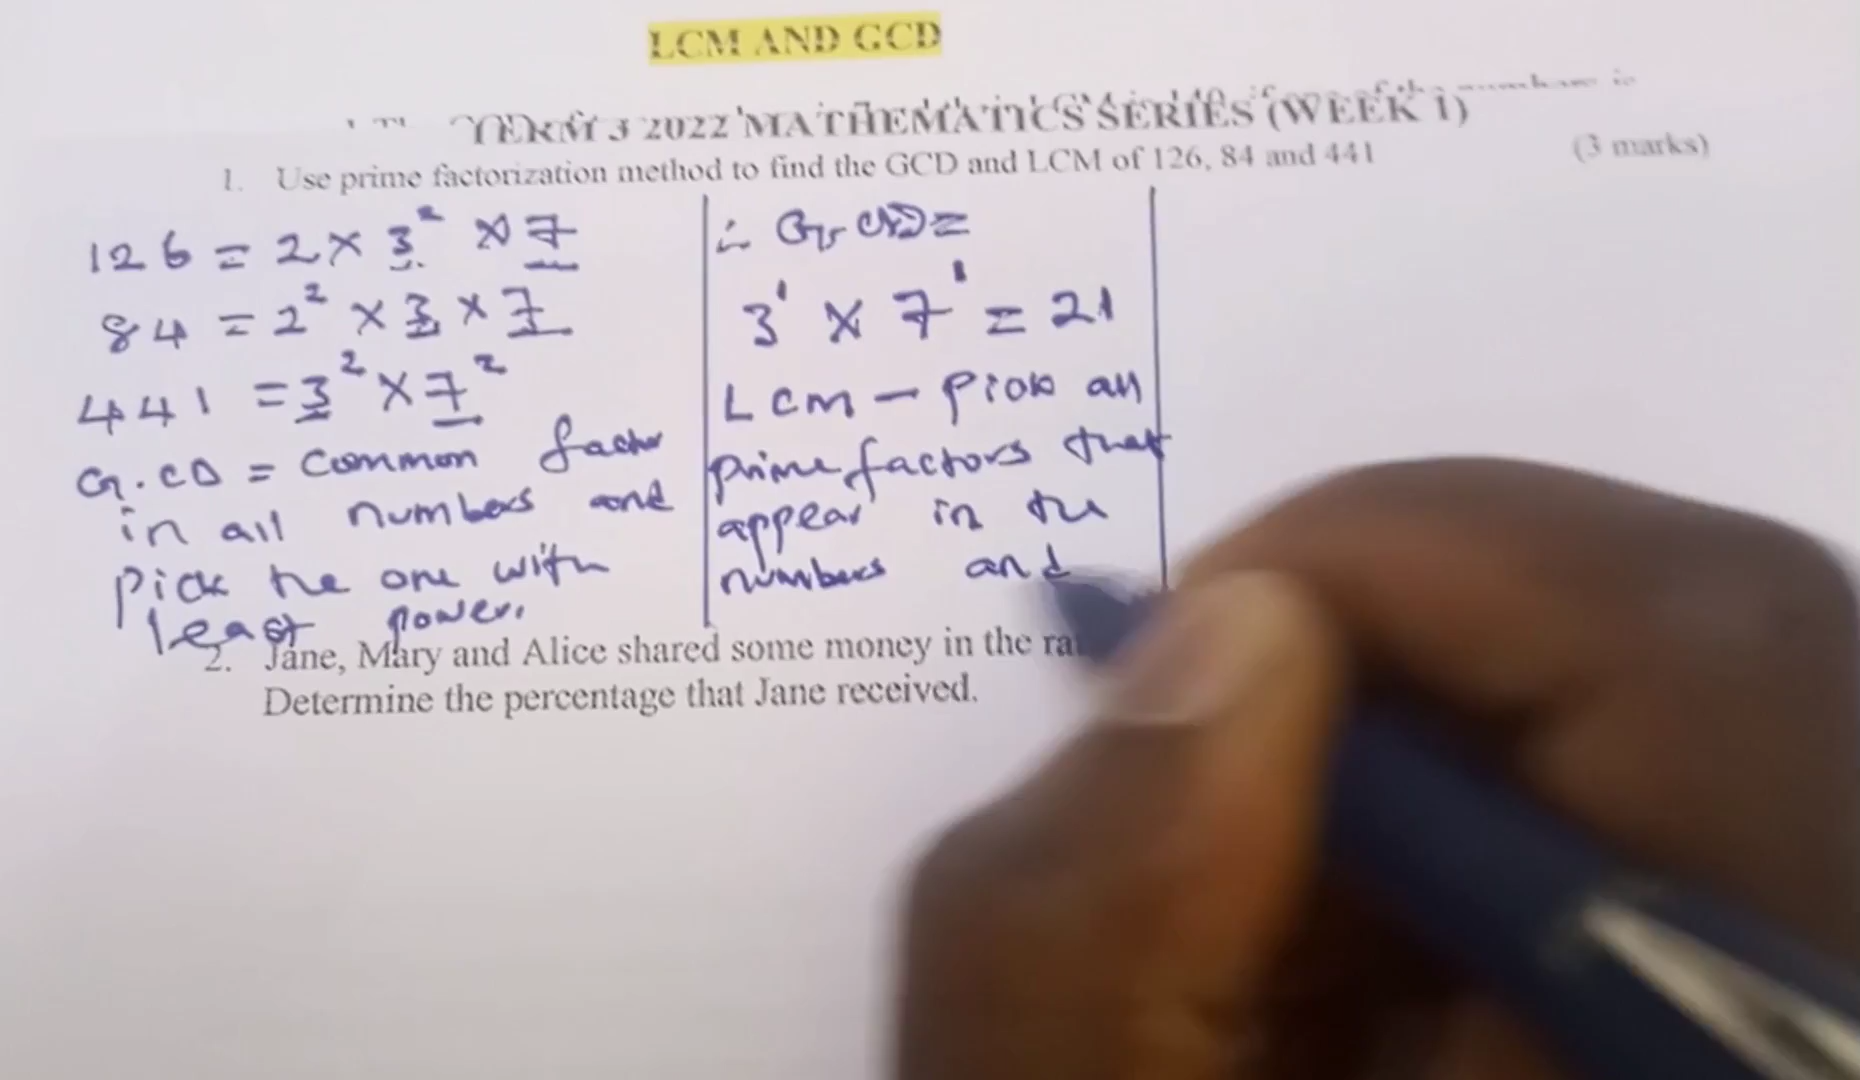 LCM AND GCD
TERM 3 2022 MATHEMATICS SERIES (WEEK 1)
1. Use prime factorization method to find the GCD and LCM of 126, 84 and 441 (3 marks)
126 = 2 × 3² × 7
84 = 2² × 3 × 7
441 = 3² × 7²
G.CD = Common factor
in all numbers and
pick the one with
least power.
∴ G.CD =
3¹ × 7¹ = 21
LCM - Pick all
prime factors that
appear in the
numbers and
2. Jane, Mary and Alice shared some money in the
Determine the percentage that Jane received.